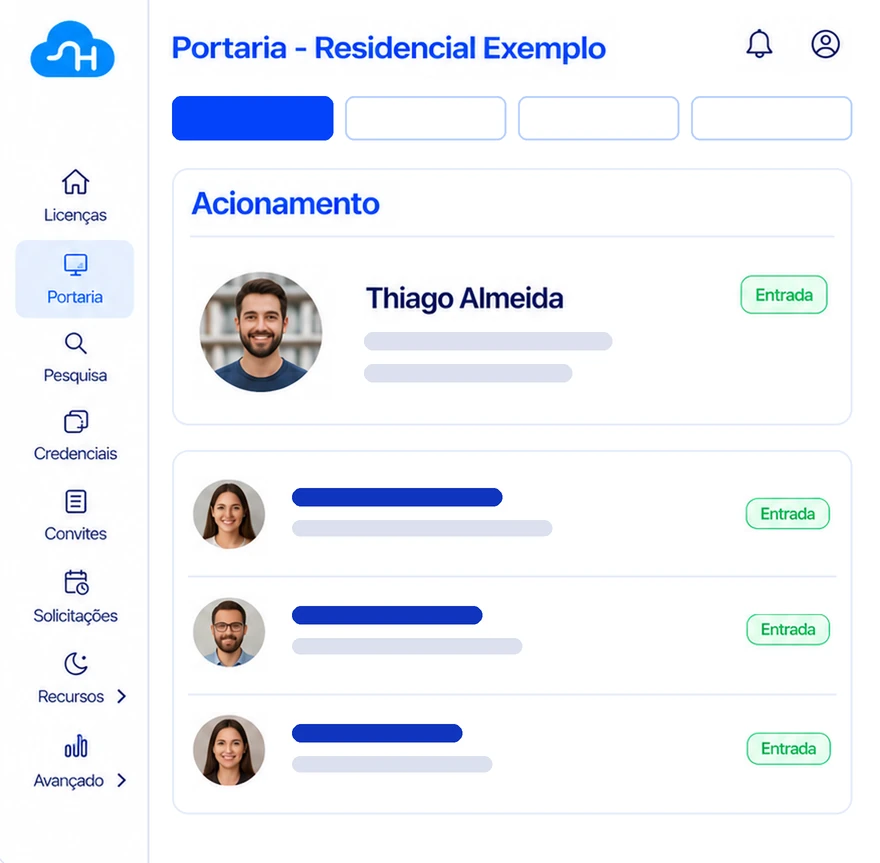 Portaria - Residencial Exemplo
Licenças
Portaria
Pesquisa
Credenciais
Convites
Solicitações
Recursos
Avançado
Acionamento
Thiago Almeida
Entrada
Entrada
Entrada
Entrada